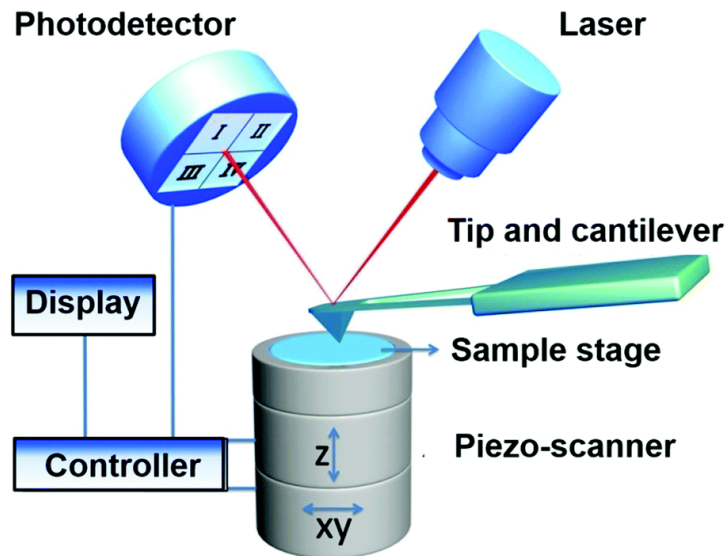 Photodetector
Laser
I II
III IV
Tip and cantilever
Display
Sample stage
Controller
z
Piezo-scanner
xy